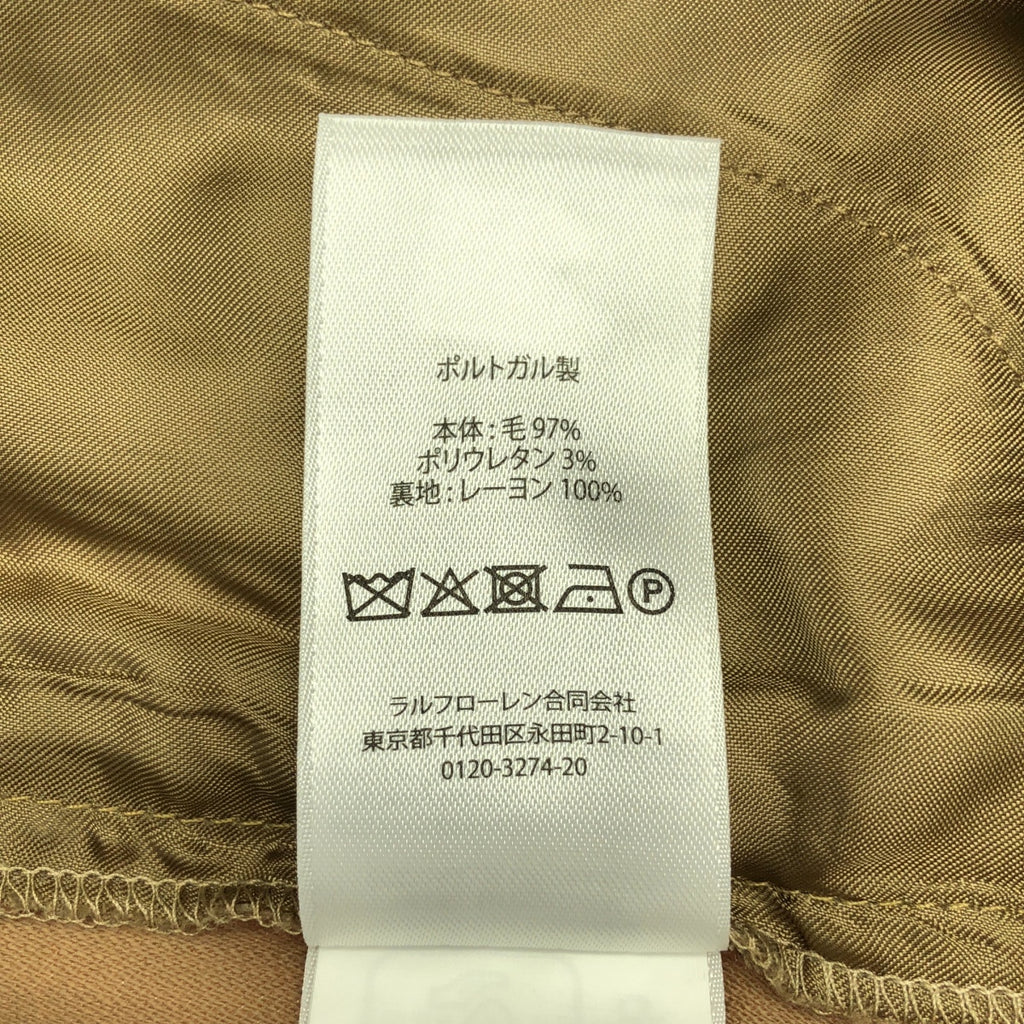 ポルトガル製
本体 : 毛 97%
ポリウレタン 3%
裏地 : レーヨン 100%
P
ラルフローレン合同会社
東京都千代田区永田町2-10-1
0120-3274-20